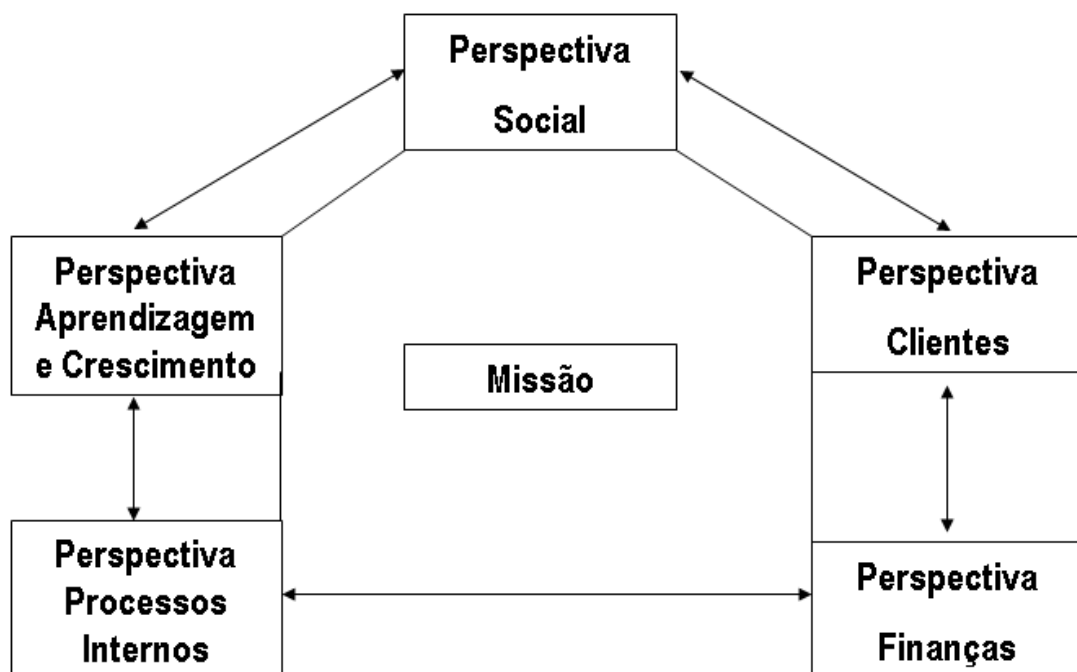 Perspectiva
Social
Perspectiva
Aprendizagem
e Crescimento
Perspectiva
Clientes
Missão
Perspectiva
Processos
Internos
Perspectiva
Finanças